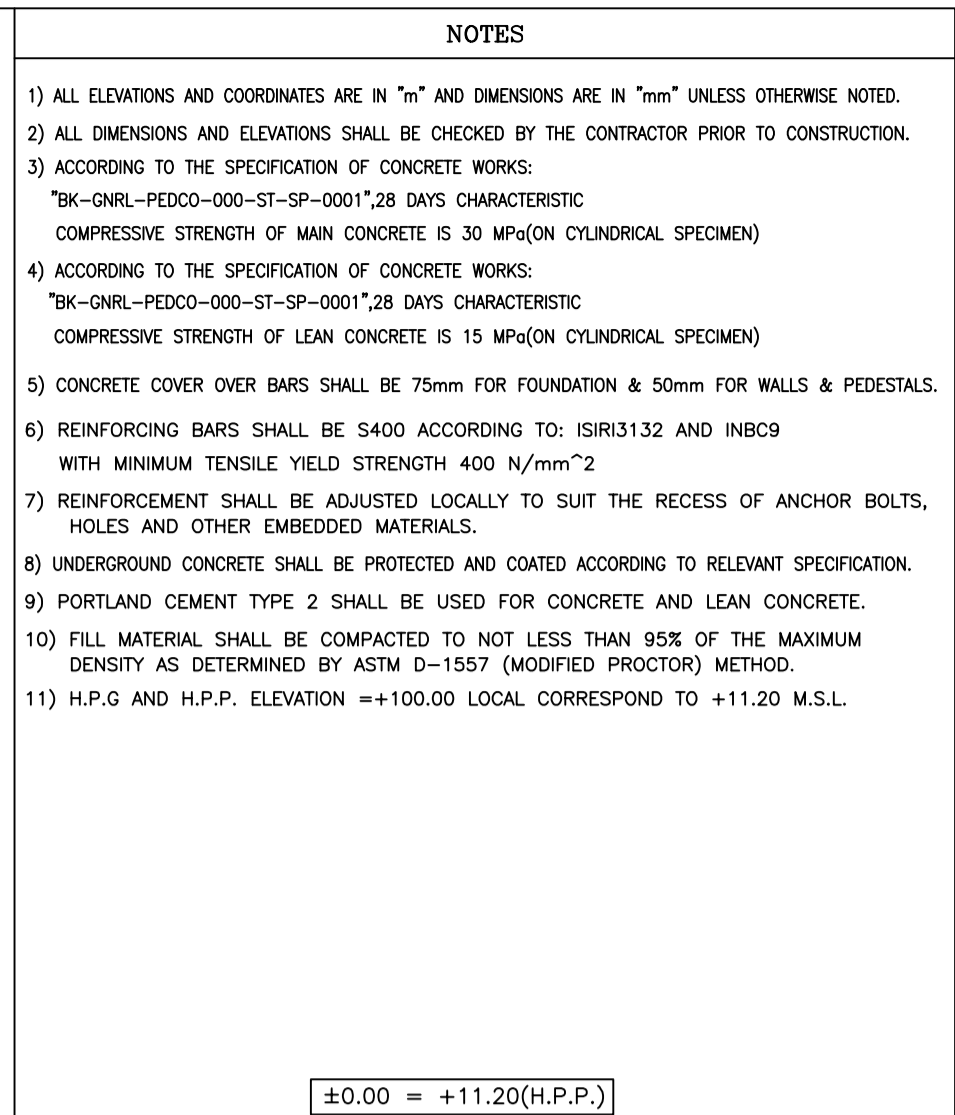 NOTES
1) ALL ELEVATIONS AND COORDINATES ARE IN "m" AND DIMENSIONS ARE IN "mm" UNLESS OTHERWISE NOTED.
2) ALL DIMENSIONS AND ELEVATIONS SHALL BE CHECKED BY THE CONTRACTOR PRIOR TO CONSTRUCTION.
3) ACCORDING TO THE SPECIFICATION OF CONCRETE WORKS:
"BK-GNRL-PEDCO-000-ST-SP-0001",28 DAYS CHARACTERISTIC
COMPRESSIVE STRENGTH OF MAIN CONCRETE IS 30 MPa(ON CYLINDRICAL SPECIMEN)
4) ACCORDING TO THE SPECIFICATION OF CONCRETE WORKS:
"BK-GNRL-PEDCO-000-ST-SP-0001",28 DAYS CHARACTERISTIC
COMPRESSIVE STRENGTH OF LEAN CONCRETE IS 15 MPa(ON CYLINDRICAL SPECIMEN)
5) CONCRETE COVER OVER BARS SHALL BE 75mm FOR FOUNDATION & 50mm FOR WALLS & PEDESTALS.
6) REINFORCING BARS SHALL BE S400 ACCORDING TO: ISIRI3132 AND INBC9
WITH MINIMUM TENSILE YIELD STRENGTH 400 N/mm^2
7) REINFORCEMENT SHALL BE ADJUSTED LOCALLY TO SUIT THE RECESS OF ANCHOR BOLTS,
HOLES AND OTHER EMBEDDED MATERIALS.
8) UNDERGROUND CONCRETE SHALL BE PROTECTED AND COATED ACCORDING TO RELEVANT SPECIFICATION.
9) PORTLAND CEMENT TYPE 2 SHALL BE USED FOR CONCRETE AND LEAN CONCRETE.
10) FILL MATERIAL SHALL BE COMPACTED TO NOT LESS THAN 95% OF THE MAXIMUM
DENSITY AS DETERMINED BY ASTM D-1557 (MODIFIED PROCTOR) METHOD.
11) H.P.G AND H.P.P. ELEVATION =+100.00 LOCAL CORRESPOND TO +11.20 M.S.L.
±0.00 = +11.20(H.P.P.)